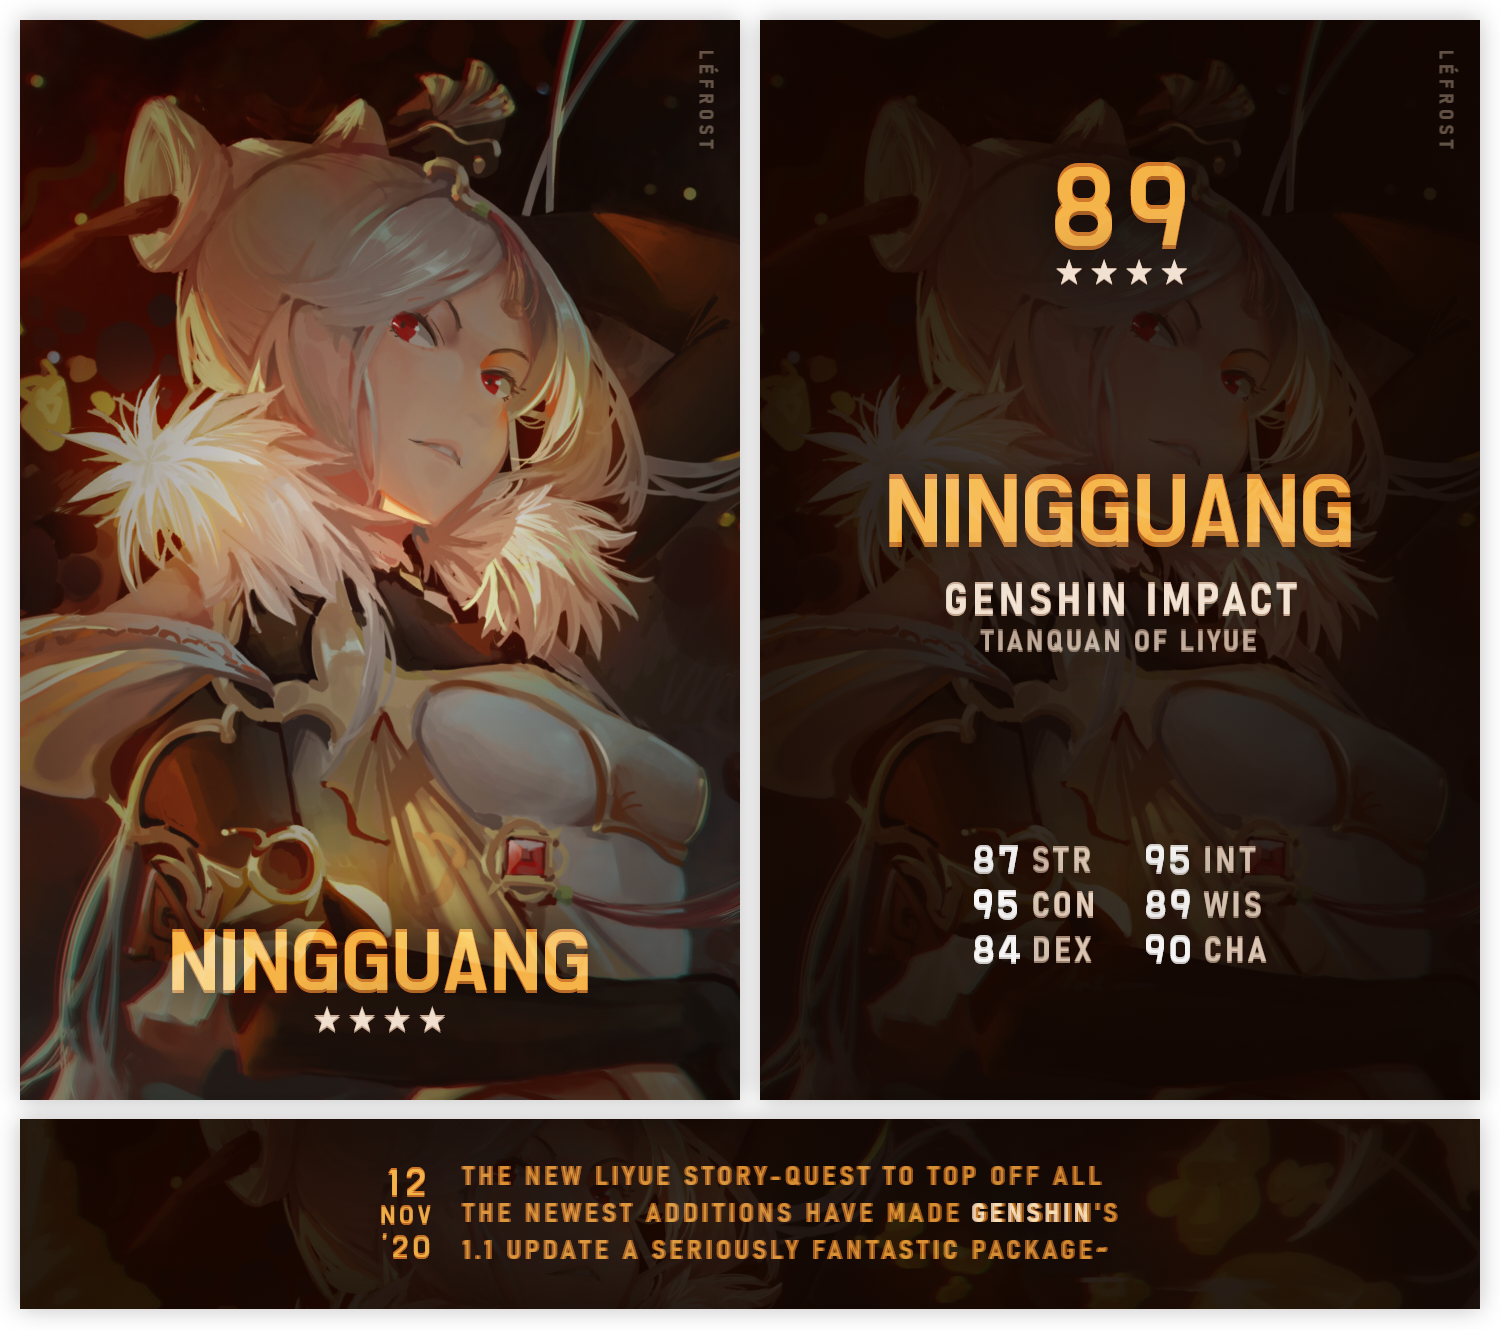 LÉFROST
NINGGUANG
★★★★
LÉFROST
89
★★★★
NINGGUANG
GENSHIN IMPACT
TIANQUAN OF LIYUE
87 STR 95 INT
95 CON 89 WIS
84 DEX 90 CHA
12
NOV
'20
THE NEW LIYUE STORY-QUEST TO TOP OFF ALL
THE NEWEST ADDITIONS HAVE MADE GENSHIN'S
1.1 UPDATE A SERIOUSLY FANTASTIC PACKAGE~